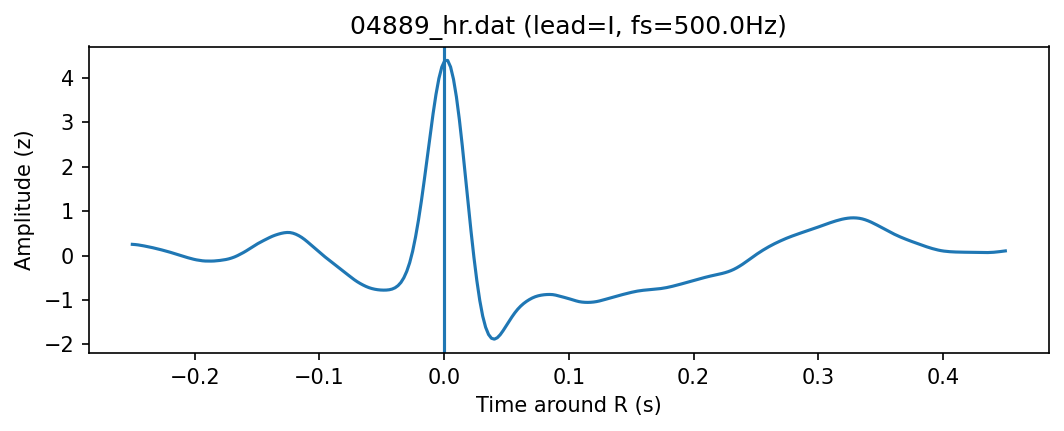 04889_hr.dat (lead=I, fs=500.0Hz)
Amplitude (z)
4
3
2
1
0
−1
−2
−0.2 −0.1 0.0 0.1 0.2 0.3 0.4
Time around R (s)